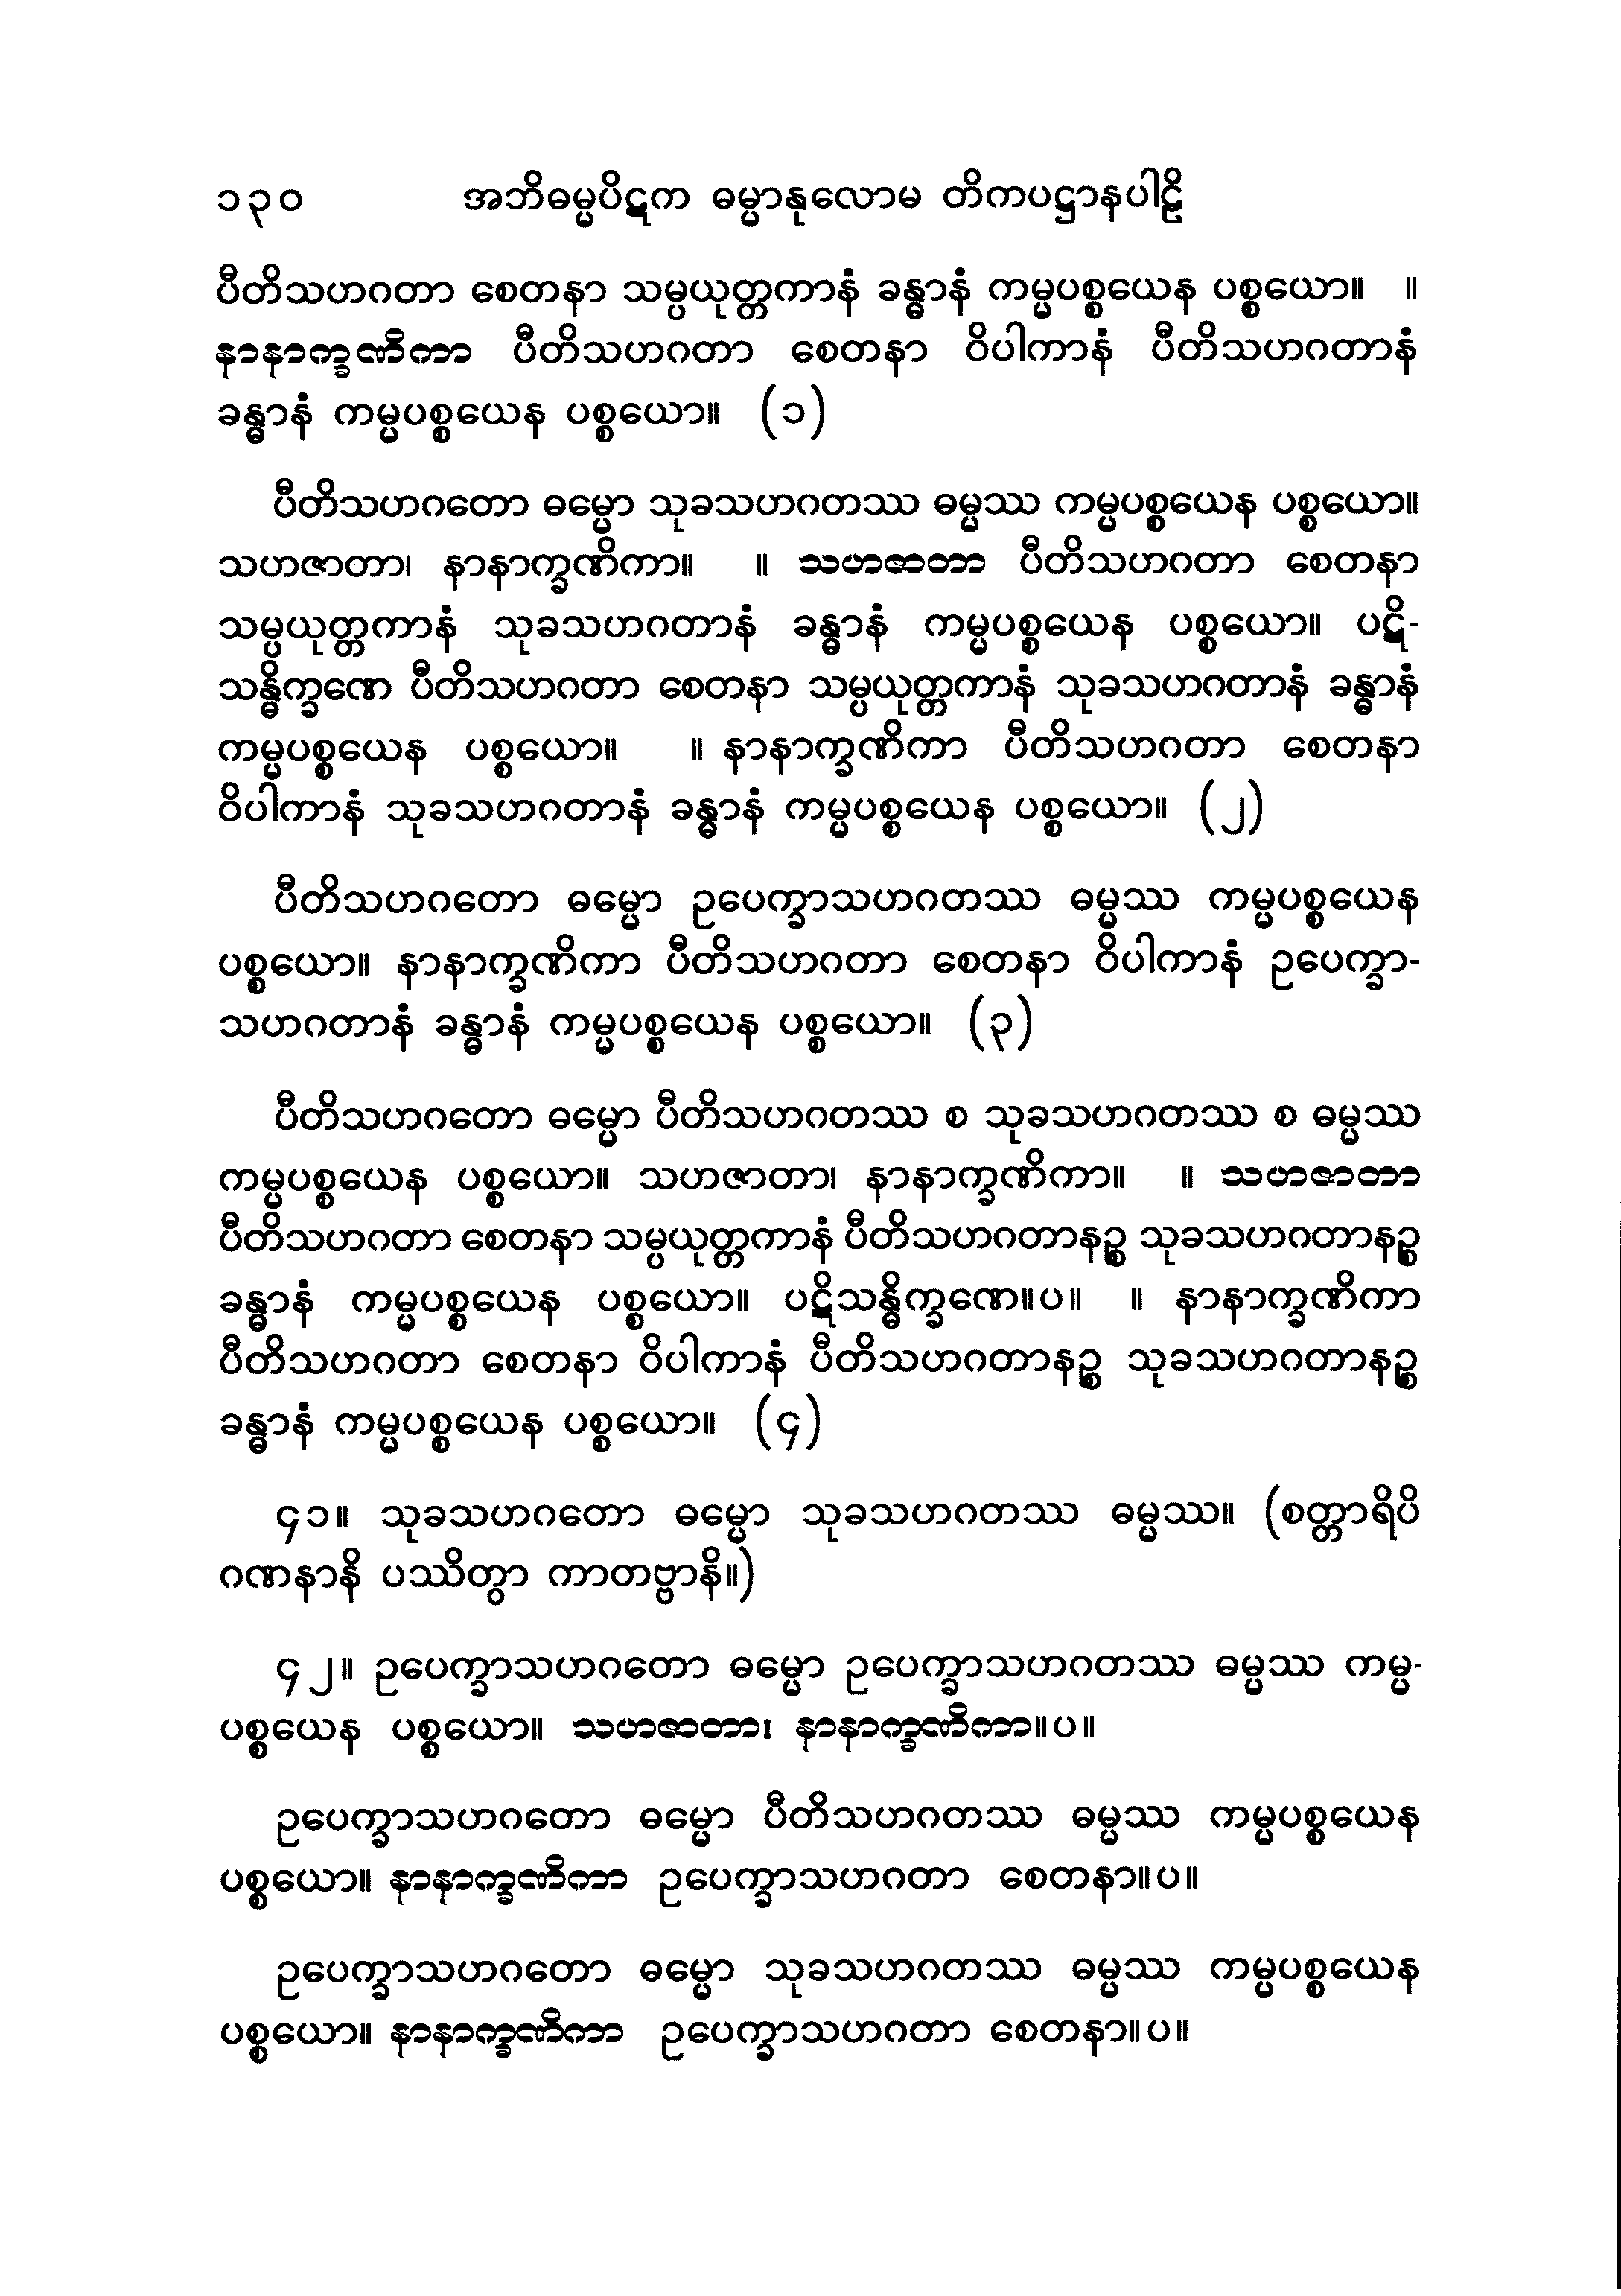 ၁၃၀ အဘိဓမ္မပိဋက ဓမ္မာနုလောမ တိကပဋ္ဌာနပါဠိ
ပီတိသဟဂတာ စေတနာ သမ္ပယုတ္တကာနံ ခန္ဓာနံ ကမ္မပစ္စယေန ပစ္စယော။ ။
နာနာက္ခဏိကာ ပီတိသဟဂတာ စေတနာ ဝိပါကာနံ ပီတိသဟဂတာနံ
ခန္ဓာနံ ကမ္မပစ္စယေန ပစ္စယော။ (၁)
ပီတိသဟဂတော ဓမ္မော သုခသဟဂတဿ ဓမ္မဿ ကမ္မပစ္စယေန ပစ္စယော။
သဟဇာတာ၊ နာနာက္ခဏိကာ။ ။ သဟဇာတာ ပီတိသဟဂတာ စေတနာ
သမ္ပယုတ္တကာနံ သုခသဟဂတာနံ ခန္ဓာနံ ကမ္မပစ္စယေန ပစ္စယော။ ပဋိ-
သန္ဓိက္ခဏေ ပီတိသဟဂတာ စေတနာ သမ္ပယုတ္တကာနံ သုခသဟဂတာနံ ခန္ဓာနံ
ကမ္မပစ္စယေန ပစ္စယော။ ။ နာနာက္ခဏိကာ ပီတိသဟဂတာ စေတနာ
ဝိပါကာနံ သုခသဟဂတာနံ ခန္ဓာနံ ကမ္မပစ္စယေန ပစ္စယော။ (၂)
ပီတိသဟဂတော ဓမ္မော ဥပေက္ခာသဟဂတဿ ဓမ္မဿ ကမ္မပစ္စယေန
ပစ္စယော။ နာနာက္ခဏိကာ ပီတိသဟဂတာ စေတနာ ဝိပါကာနံ ဥပေက္ခာ-
သဟဂတာနံ ခန္ဓာနံ ကမ္မပစ္စယေန ပစ္စယော။ (၃)
ပီတိသဟဂတော ဓမ္မော ပီတိသဟဂတဿ စ သုခသဟဂတဿ စ ဓမ္မဿ
ကမ္မပစ္စယေန ပစ္စယော။ သဟဇာတာ၊ နာနာက္ခဏိကာ။ ။ သဟဇာတာ
ပီတိသဟဂတာ စေတနာ သမ္ပယုတ္တကာနံ ပီတိသဟဂတာနဉ္စ သုခသဟဂတာနဉ္စ
ခန္ဓာနံ ကမ္မပစ္စယေန ပစ္စယော။ ပဋိသန္ဓိက္ခဏေ။ပ။ ။ နာနာက္ခဏိကာ
ပီတိသဟဂတာ စေတနာ ဝိပါကာနံ ပီတိသဟဂတာနဉ္စ သုခသဟဂတာနဉ္စ
ခန္ဓာနံ ကမ္မပစ္စယေန ပစ္စယော။ (၄)
၄၁။ သုခသဟဂတော ဓမ္မော သုခသဟဂတဿ ဓမ္မဿ။ (စတ္တာရိပိ
ဂဏနာနိ ပဿိတွာ ကာတဗ္ဗာနိ။)
၄၂။ ဥပေက္ခာသဟဂတော ဓမ္မော ဥပေက္ခာသဟဂတဿ ဓမ္မဿ ကမ္မ-
ပစ္စယေန ပစ္စယော။ သဟဇာတာ၊ နာနာက္ခဏိကာ။ပ။
ဥပေက္ခာသဟဂတော ဓမ္မော ပီတိသဟဂတဿ ဓမ္မဿ ကမ္မပစ္စယေန
ပစ္စယော။ နာနာက္ခဏိကာ ဥပေက္ခာသဟဂတာ စေတနာ။ပ။
ဥပေက္ခာသဟဂတော ဓမ္မော သုခသဟဂတဿ ဓမ္မဿ ကမ္မပစ္စယေန
ပစ္စယော။ နာနာက္ခဏိကာ ဥပေက္ခာသဟဂတာ စေတနာ။ပ။